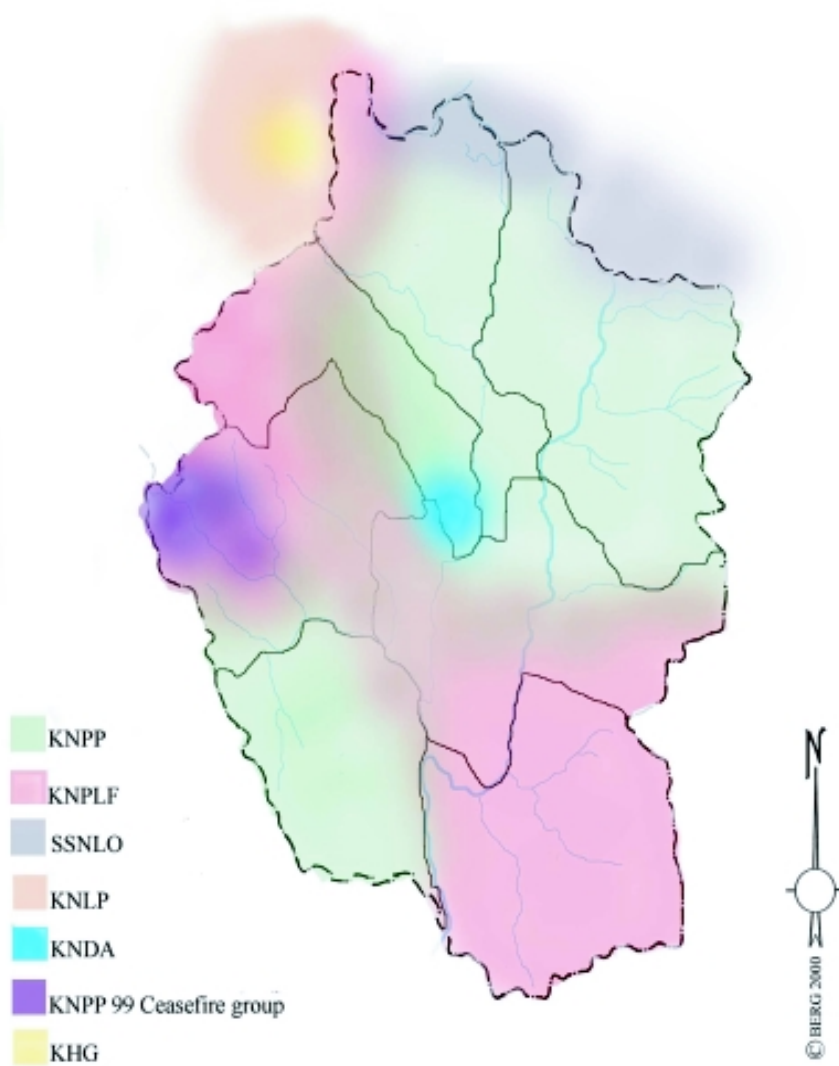 KNPP
KNPLF
SSNLO
KNLP
KNDA
KNPP 99 Ceasefire group
KHG
N
© BERG 2000